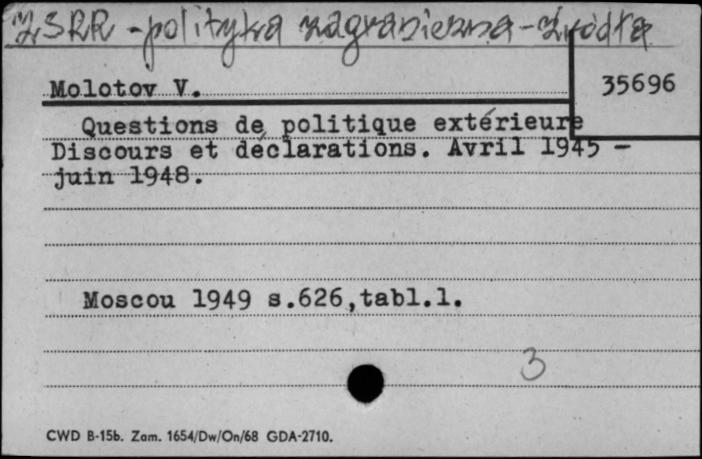 ZSRR - polityka zagraniczna - źródła
Molotov V.
35696
Questions de politique extérieure
Discours et declarations. Avril 1945 -
juin 1948.
Moscou 1949 s.626,tabl.1.
3
CWD B-15b. Zam. 1654/Dw/On/68 GDA-2710.